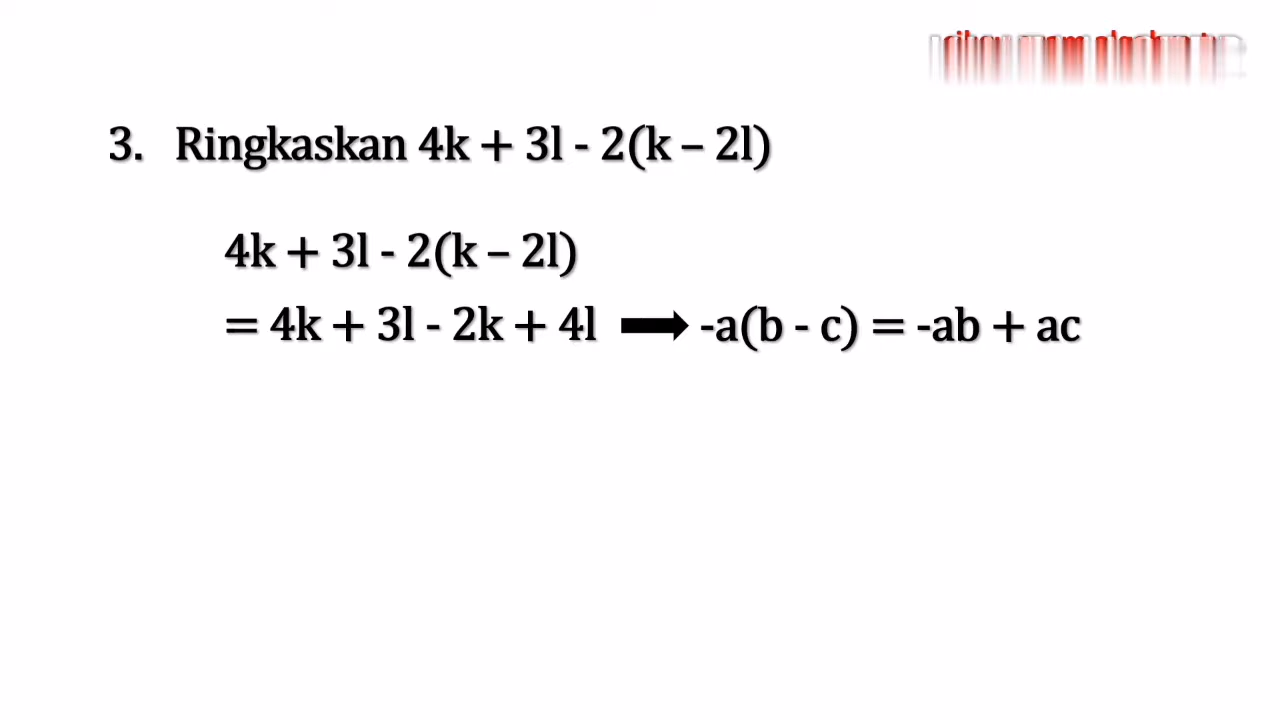 3. Ringkaskan 4k + 3l - 2(k – 2l)
4k + 3l - 2(k – 2l)
= 4k + 3l - 2k + 4l ➡ -a(b - c) = -ab + ac